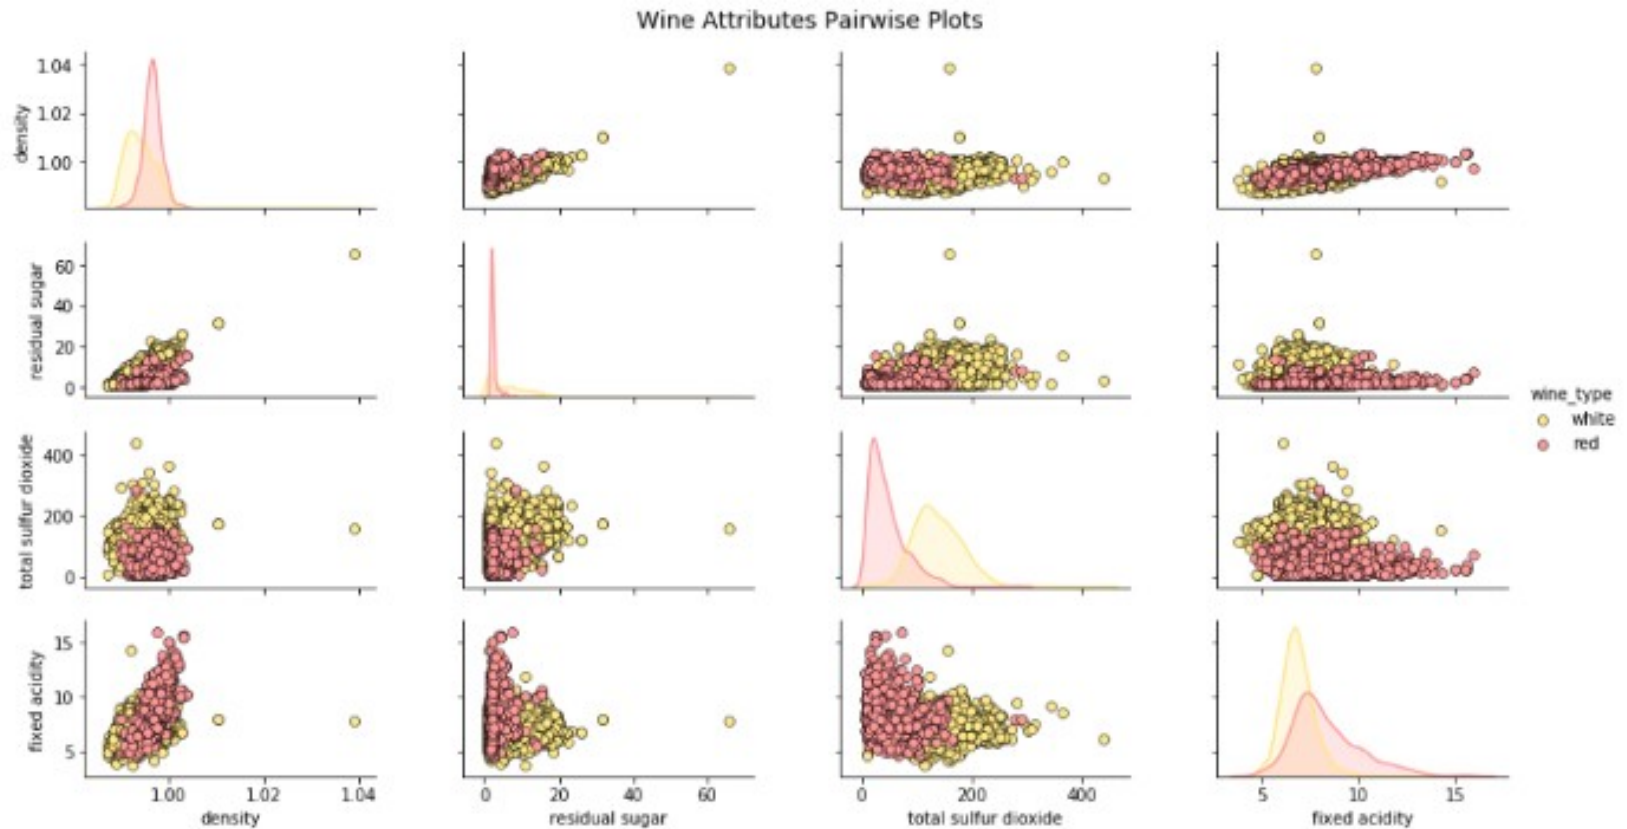 Wine Attributes Pairwise Plots
density
1.04
1.02
1.00
residual sugar
60
40
20
0
wine_type
white
red
total sulfur dioxide
400
200
0
fixed acidity
15
10
5
1.00 1.02 1.04
0 20 40 60
0 200 400
5 10 15
density
residual sugar
total sulfur dioxide
fixed acidity